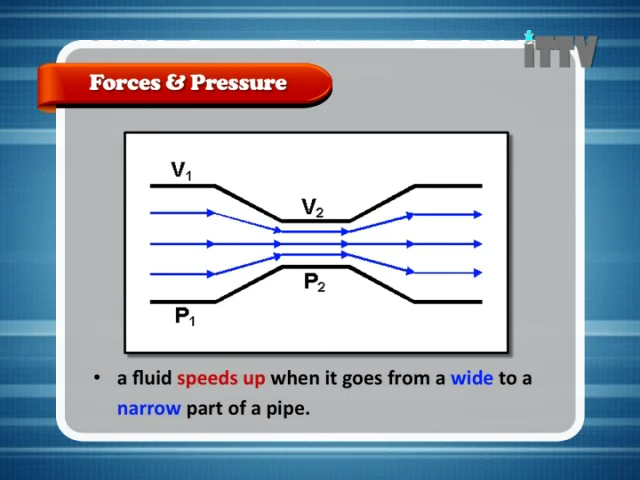 iTTV
Forces & Pressure
V₁
V₂
P₂
P₁
• a fluid speeds up when it goes from a wide to a
narrow part of a pipe.